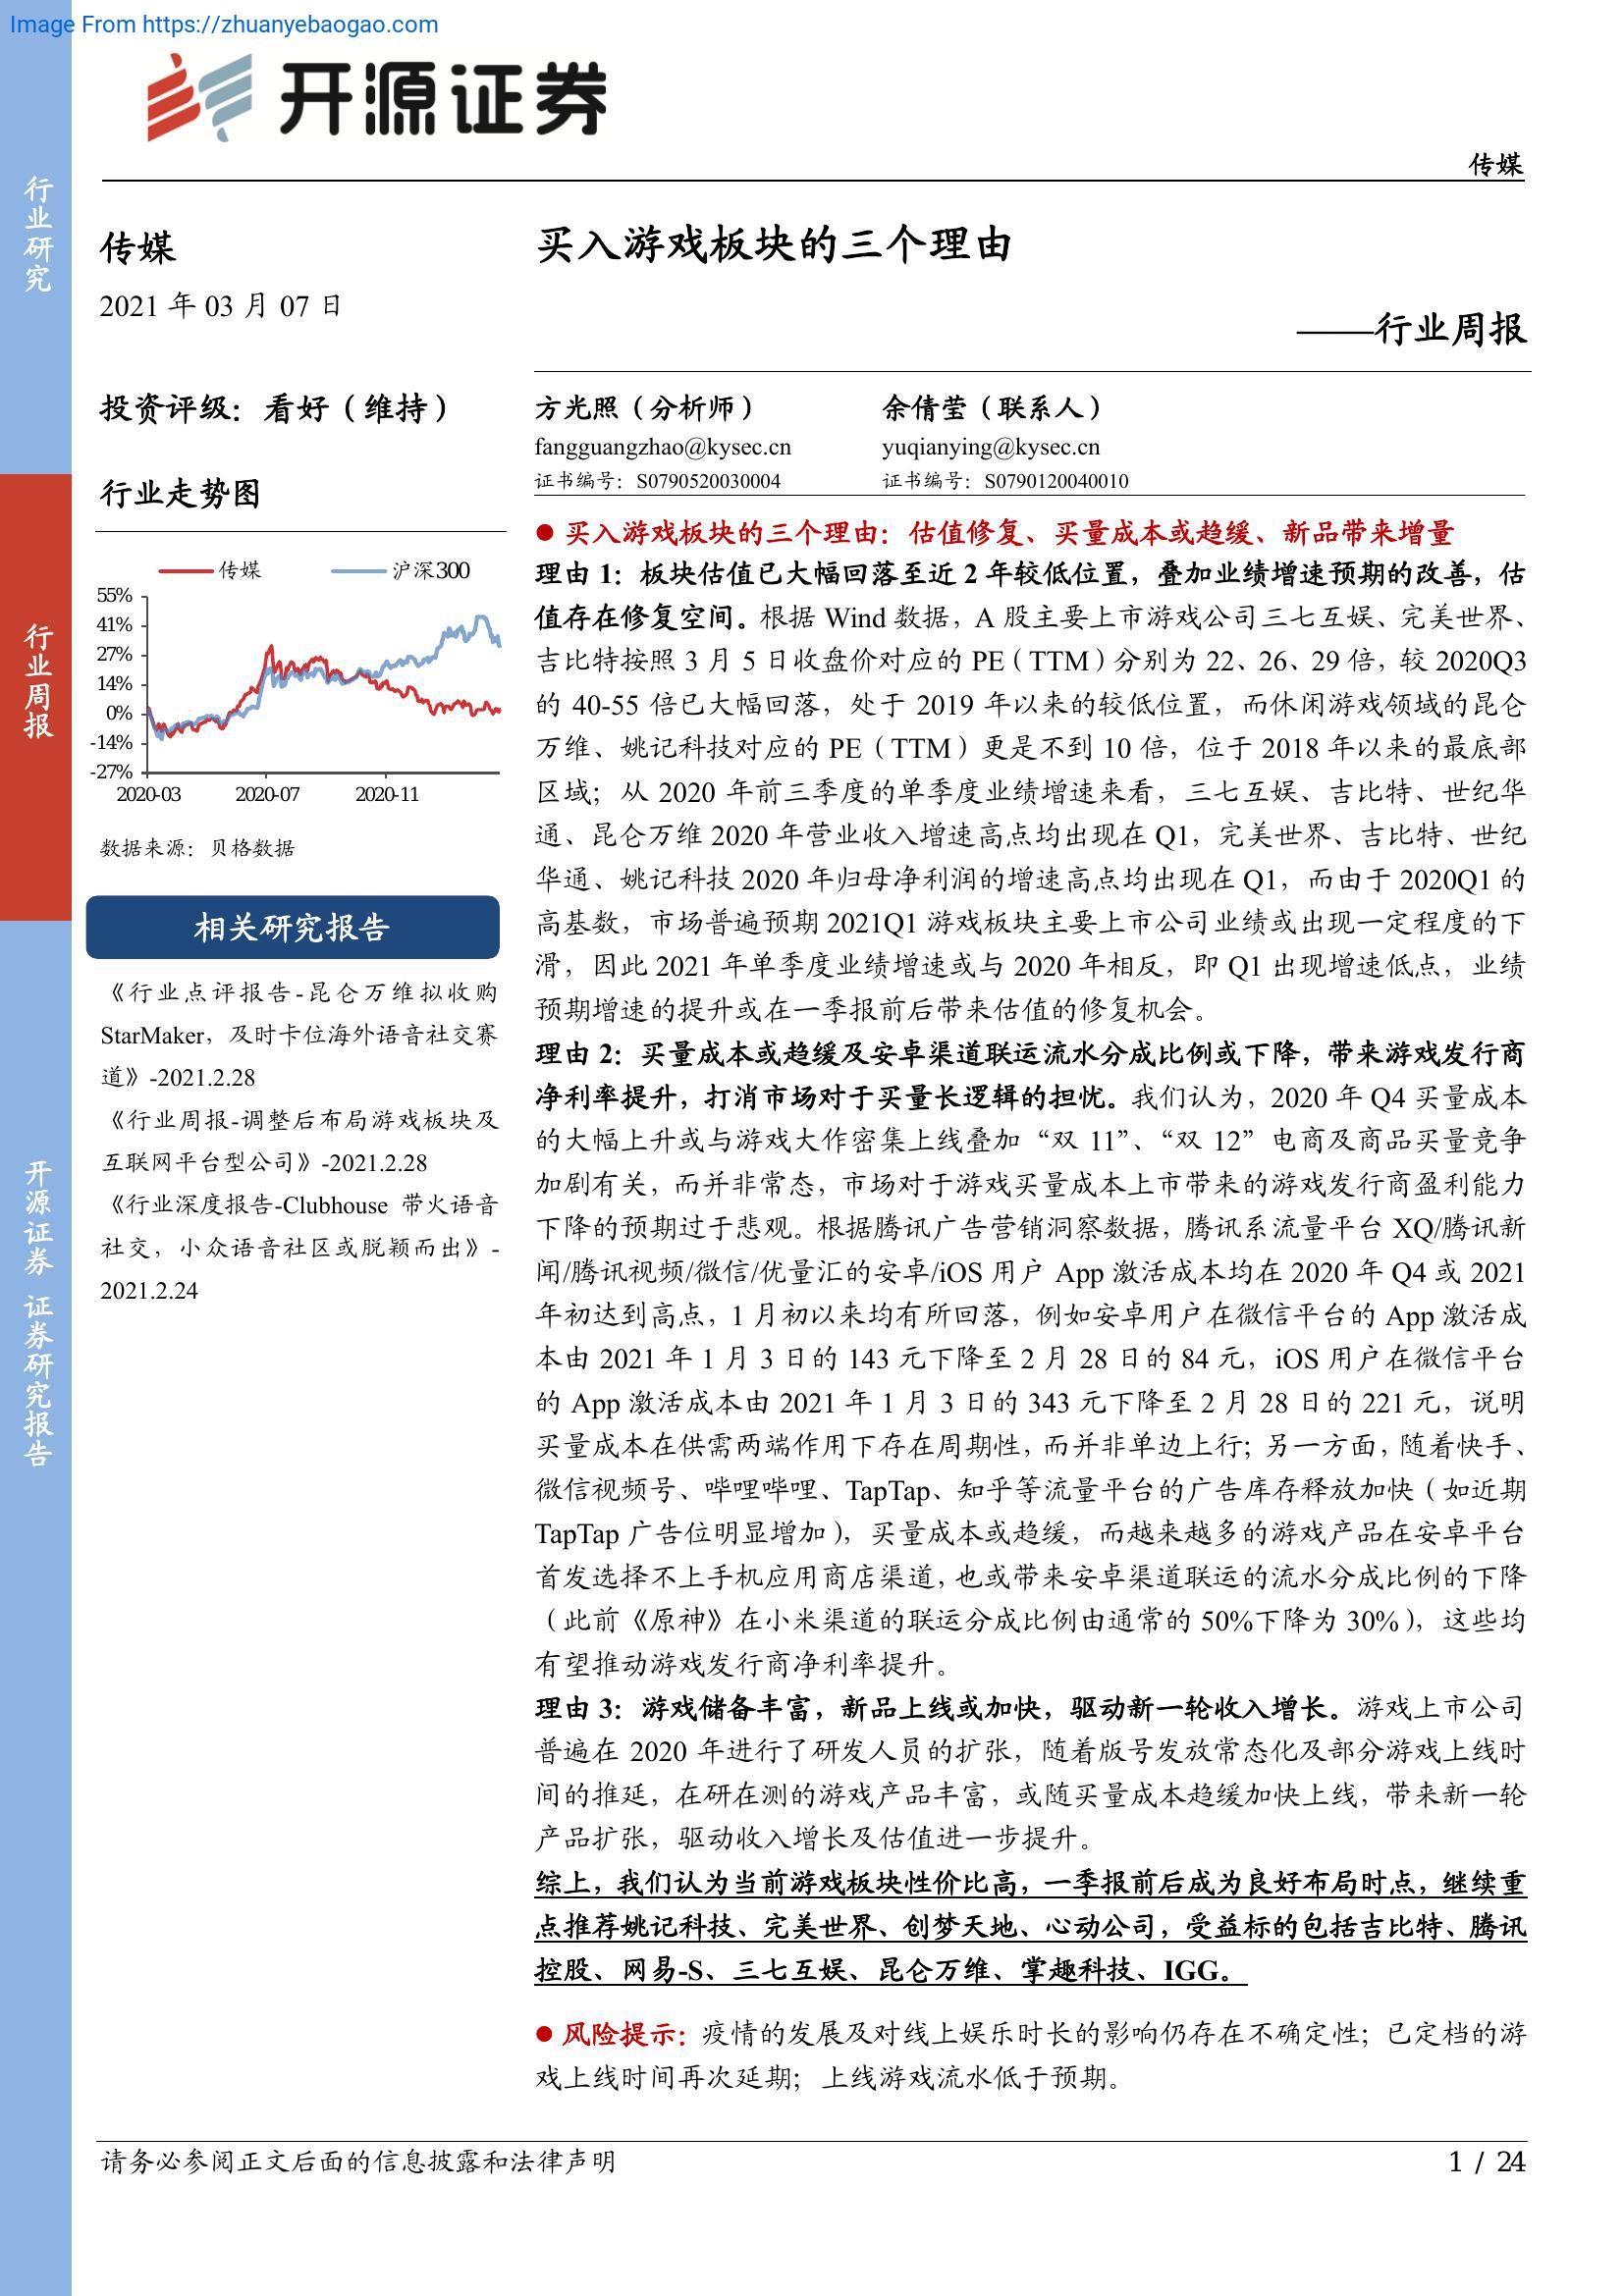 Image From https://zhuanyebaogao.com
开源证券
传媒
行业研究
行业周报
开源证券 证券研究报告
传媒
2021 年 03 月 07 日
投资评级：看好（维持）
行业走势图
传媒 沪深300
55%
41%
27%
14%
0%
-14%
-27%
2020-03 2020-07 2020-11
数据来源：贝格数据
相关研究报告
《行业点评报告-昆仑万维拟收购
StarMaker，及时卡位海外语音社交赛
道》-2021.2.28
《行业周报-调整后布局游戏板块及
互联网平台型公司》-2021.2.28
《行业深度报告-Clubhouse 带火语音
社交，小众语音社区或脱颖而出》-
2021.2.24
买入游戏板块的三个理由
——行业周报
方光照（分析师） 余倩莹（联系人）
fangguangzhao@kysec.cn yuqianying@kysec.cn
证书编号：S0790520030004 证书编号：S0790120040010
● 买入游戏板块的三个理由：估值修复、买量成本或趋缓、新品带来增量
理由 1：板块估值已大幅回落至近 2 年较低位置，叠加业绩增速预期的改善，估
值存在修复空间。根据 Wind 数据，A 股主要上市游戏公司三七互娱、完美世界、
吉比特按照 3 月 5 日收盘价对应的 PE（TTM）分别为 22、26、29 倍，较 2020Q3
的 40-55 倍已大幅回落，处于 2019 年以来的较低位置，而休闲游戏领域的昆仑
万维、姚记科技对应的 PE（TTM）更是不到 10 倍，位于 2018 年以来的最底部
区域；从 2020 年前三季度的单季度业绩增速来看，三七互娱、吉比特、世纪华
通、昆仑万维 2020 年营业收入增速高点均出现在 Q1，完美世界、吉比特、世纪
华通、姚记科技 2020 年归母净利润的增速高点均出现在 Q1，而由于 2020Q1 的
高基数，市场普遍预期 2021Q1 游戏板块主要上市公司业绩或出现一定程度的下
滑，因此 2021 年单季度业绩增速或与 2020 年相反，即 Q1 出现增速低点，业绩
预期增速的提升或在一季报前后带来估值的修复机会。
理由 2：买量成本或趋缓及安卓渠道联运流水分成比例或下降，带来游戏发行商
净利率提升，打消市场对于买量长逻辑的担忧。我们认为，2020 年 Q4 买量成本
的大幅上升或与游戏大作密集上线叠加“双 11”、“双 12”电商及商品买量竞争
加剧有关，而并非常态，市场对于游戏买量成本上市带来的游戏发行商盈利能力
下降的预期过于悲观。根据腾讯广告营销洞察数据，腾讯系流量平台 XQ/腾讯新
闻/腾讯视频/微信/优量汇的安卓/iOS 用户 App 激活成本均在 2020 年 Q4 或 2021
年初达到高点，1 月初以来均有所回落，例如安卓用户在微信平台的 App 激活成
本由 2021 年 1 月 3 日的 143 元下降至 2 月 28 日的 84 元，iOS 用户在微信平台
的 App 激活成本由 2021 年 1 月 3 日的 343 元下降至 2 月 28 日的 221 元，说明
买量成本在供需两端作用下存在周期性，而并非单边上行；另一方面，随着快手、
微信视频号、哔哩哔哩、TapTap、知乎等流量平台的广告库存释放加快（如近期
TapTap 广告位明显增加），买量成本或趋缓，而越来越多的游戏产品在安卓平台
首发选择不上手机应用商店渠道，也或带来安卓渠道联运的流水分成比例的下降
（此前《原神》在小米渠道的联运分成比例由通常的 50%下降为 30%），这些均
有望推动游戏发行商净利率提升。
理由 3：游戏储备丰富，新品上线或加快，驱动新一轮收入增长。游戏上市公司
普遍在 2020 年进行了研发人员的扩张，随着版号发放常态化及部分游戏上线时
间的推延，在研在测的游戏产品丰富，或随买量成本趋缓加快上线，带来新一轮
产品扩张，驱动收入增长及估值进一步提升。
综上，我们认为当前游戏板块性价比高，一季报前后成为良好布局时点，继续重
点推荐姚记科技、完美世界、创梦天地、心动公司，受益标的包括吉比特、腾讯
控股、网易-S、三七互娱、昆仑万维、掌趣科技、IGG。
● 风险提示：疫情的发展及对线上娱乐时长的影响仍存在不确定性；已定档的游
戏上线时间再次延期；上线游戏流水低于预期。
请务必参阅正文后面的信息披露和法律声明 1 / 24